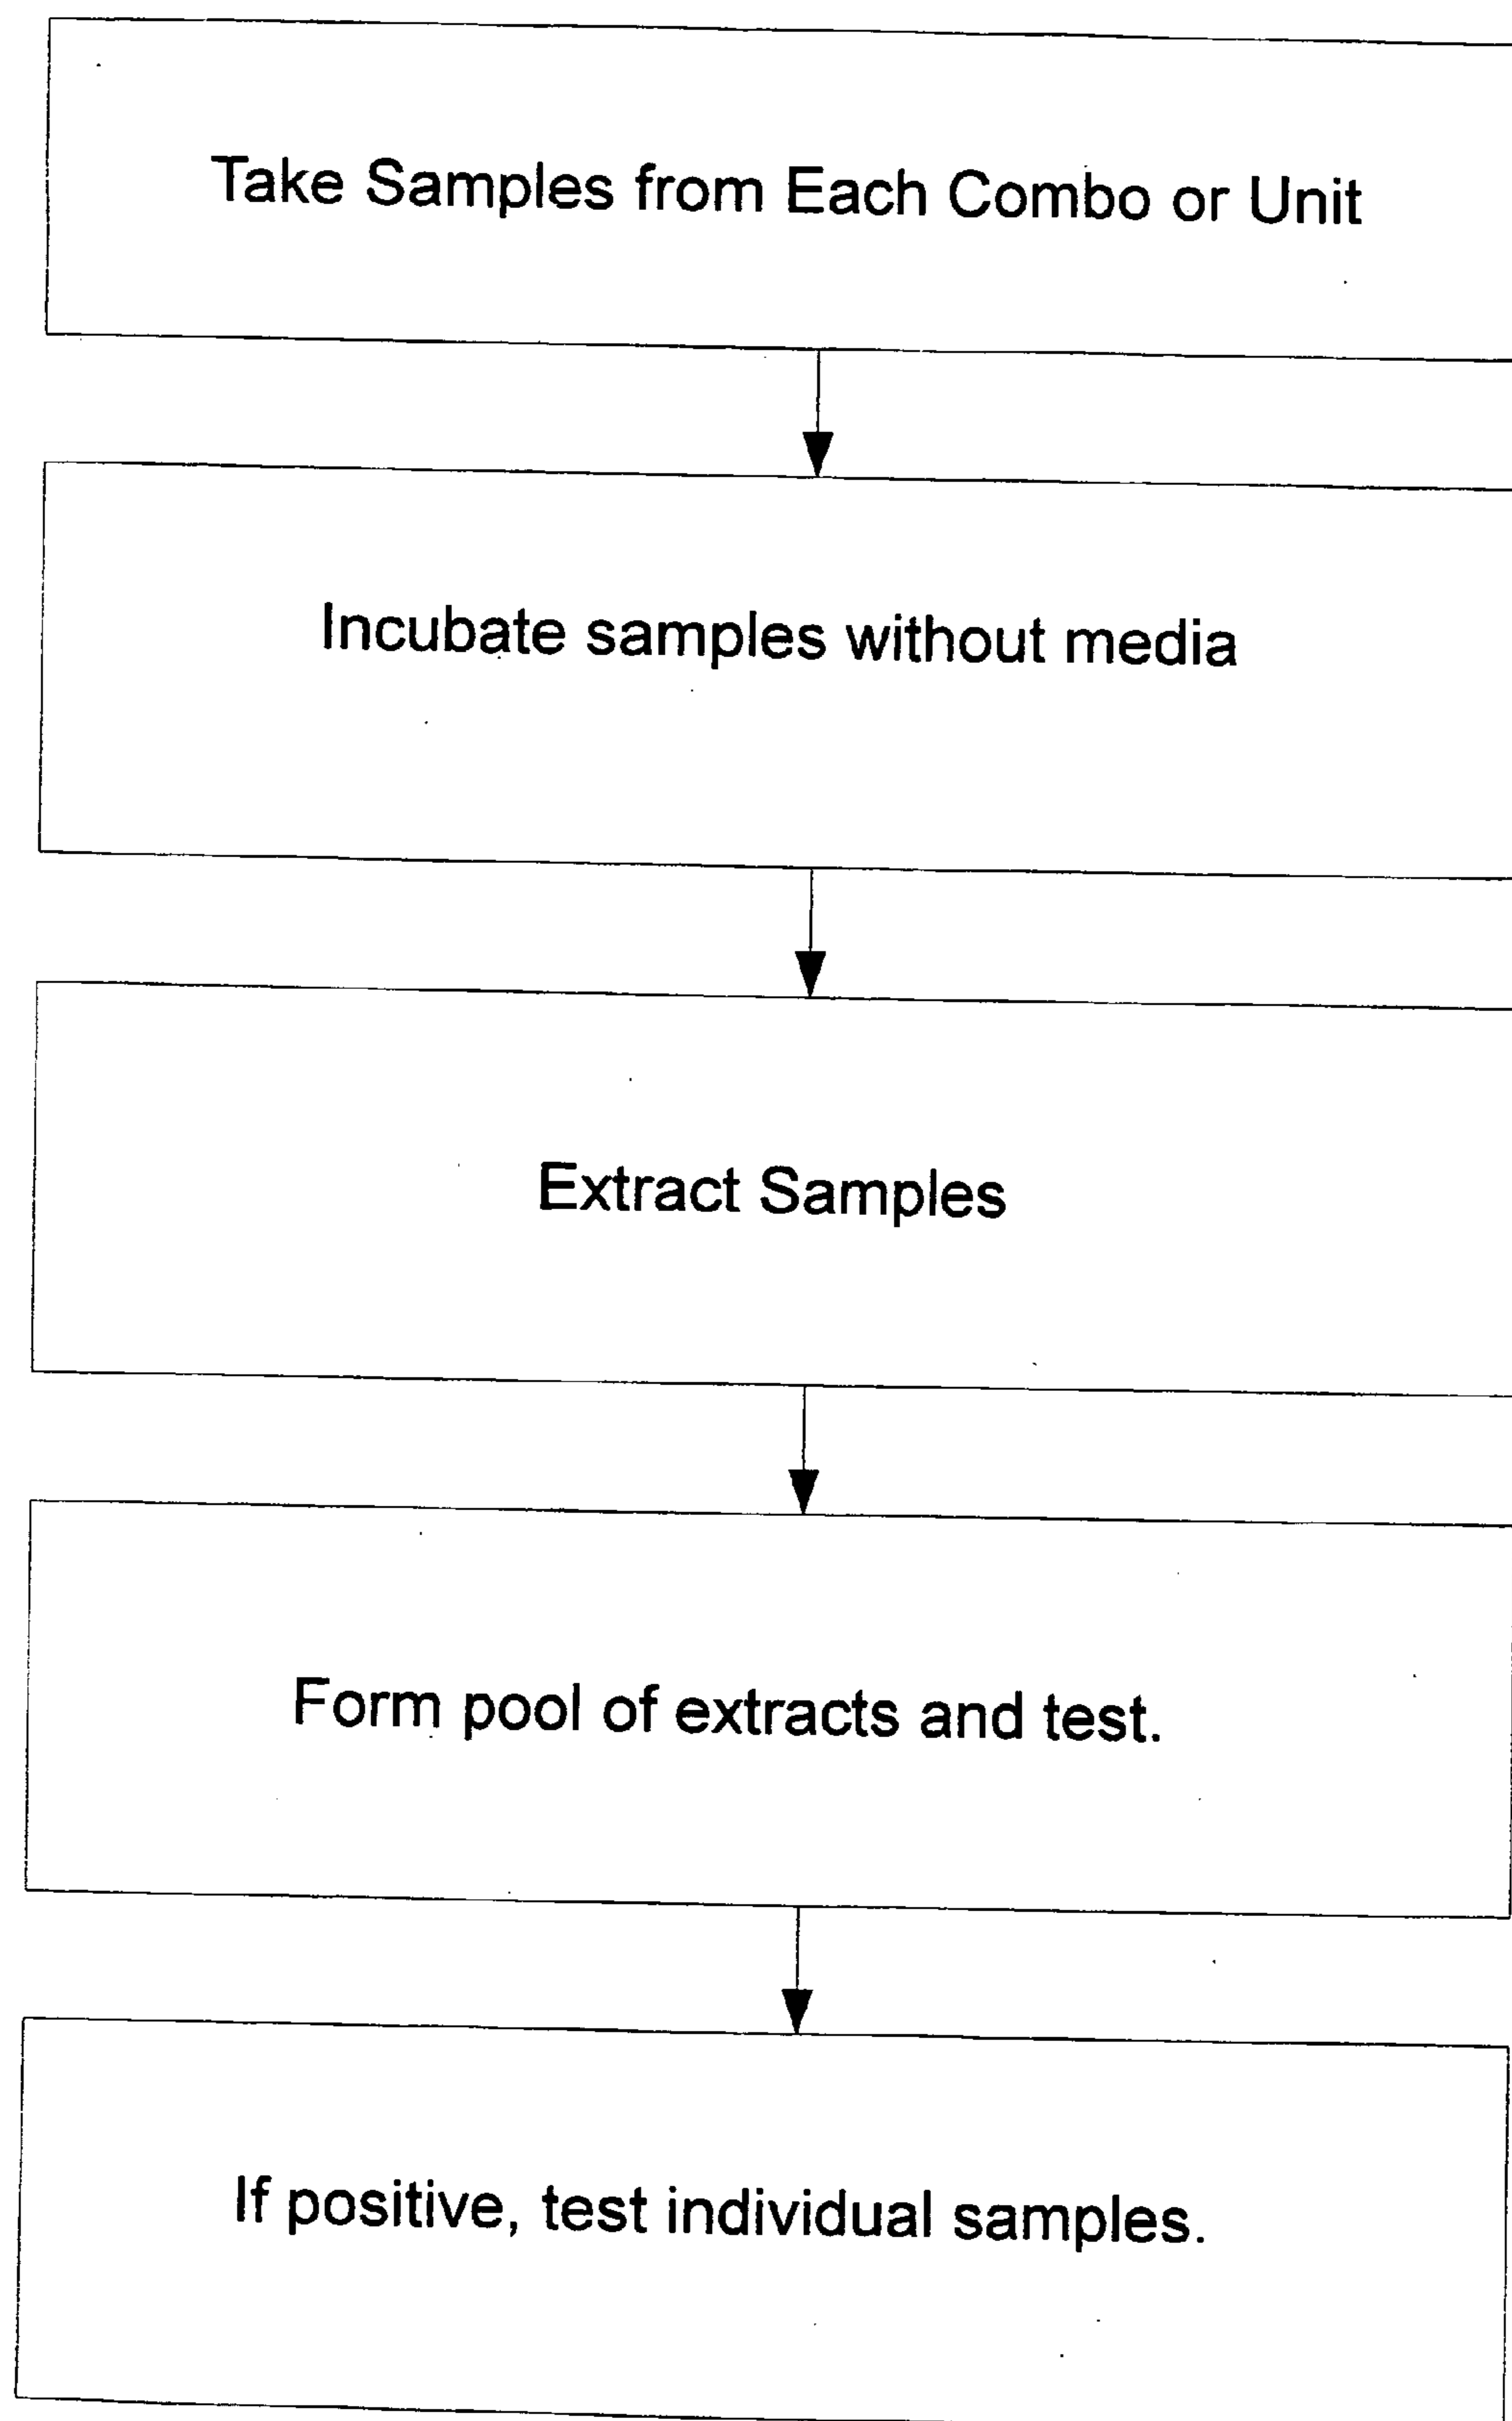 Take Samples from Each Combo or Unit
Incubate samples without media
Extract Samples
Form pool of extracts and test.
If positive, test individual samples.